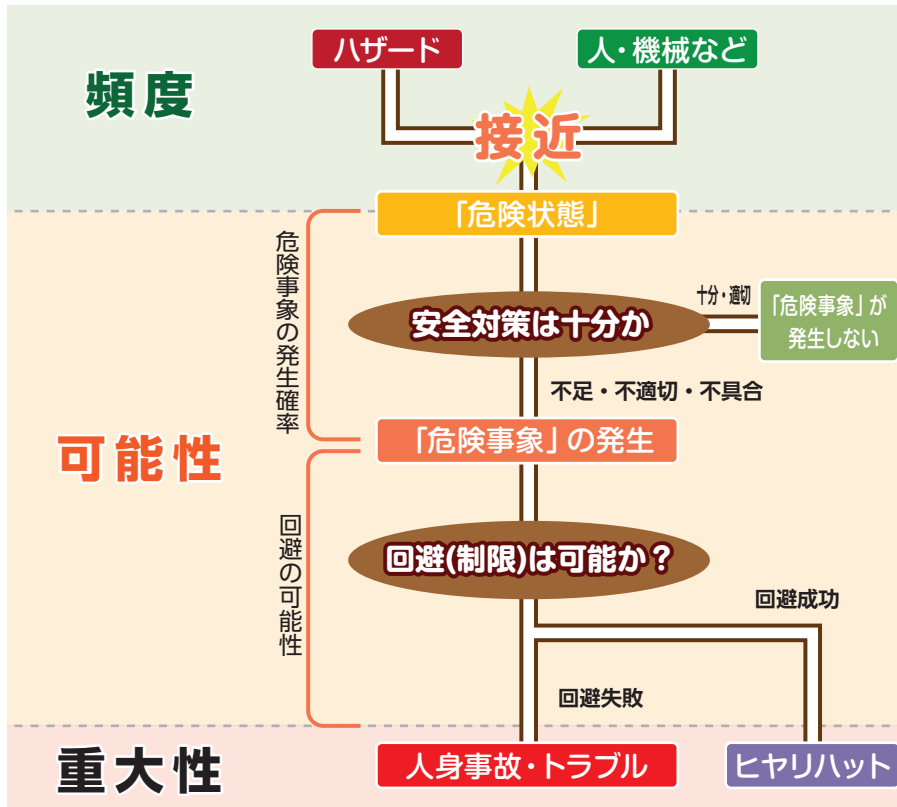 ハザード
人・機械など
頻度
接近
「危険状態」
危険事象の発生確率
安全対策は十分か
十分・適切
「危険事象」が
発生しない
不足・不適切・不具合
可能性
「危険事象」の発生
回避の可能性
回避(制限)は可能か？
回避成功
回避失敗
重大性
人身事故・トラブル
ヒヤリハット